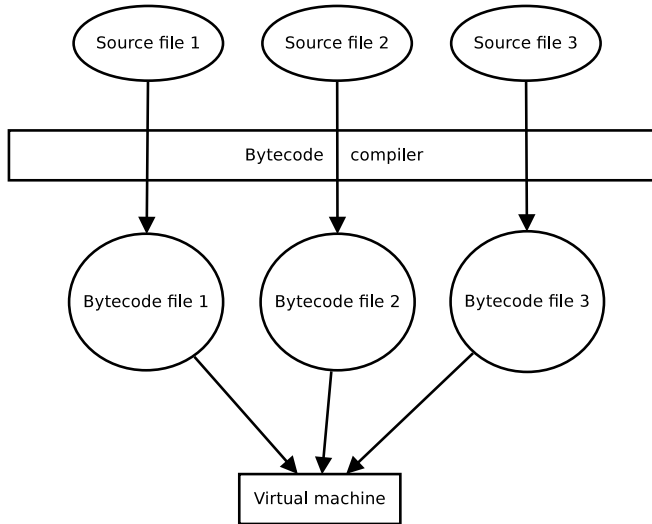 Source file 1
Source file 2
Source file 3
Bytecode compiler
Bytecode file 1
Bytecode file 2
Bytecode file 3
Virtual machine